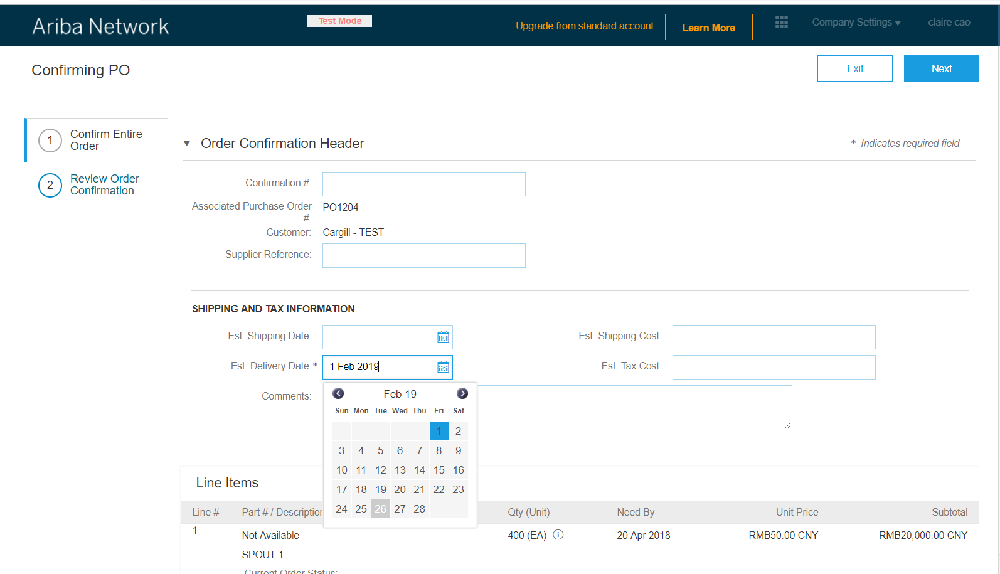 Ariba Network
Test Mode
Upgrade from standard account
Learn More
Company Settings
claire cao
Confirming PO
Exit
Next
1
Confirm Entire
Order
2
Review Order
Confirmation
Order Confirmation Header
* Indicates required field
Confirmation #:
Associated Purchase Order
#:
PO1204
Customer: Cargill - TEST
Supplier Reference:
SHIPPING AND TAX INFORMATION
Est. Shipping Date:
Est. Shipping Cost:
Est. Delivery Date:* 1 Feb 2019
Est. Tax Cost:
Comments:
Feb 19
Sun Mon Tue Wed Thu Fri Sat
1 2
3 4 5 6 7 8 9
10 11 12 13 14 15 16
17 18 19 20 21 22 23
24 25 26 27 28
Line Items
Line # Part # / Description Qty (Unit) Need By Unit Price Subtotal
1 Not Available 400 (EA) 20 Apr 2018 RMB50.00 CNY RMB20,000.00 CNY
SPOUT 1
Current Order Status: